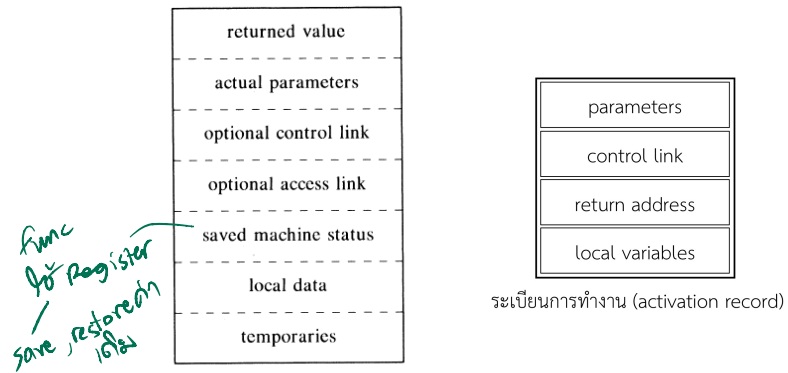 returned value
actual parameters
optional control link
optional access link
saved machine status
local data
temporaries
func
ใช้ Register
save , restore ค่า
เดิม
parameters
control link
return address
local variables
ระเบียนการทำงาน (activation record)